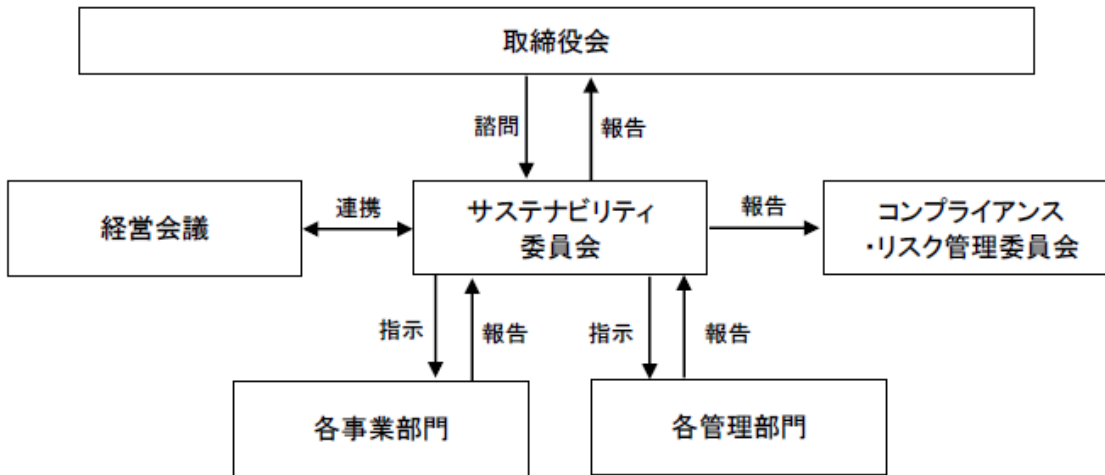 取締役会
諮問
報告
経営会議
連携
サステナビリティ
委員会
報告
コンプライアンス
・リスク管理委員会
指示
報告
指示
報告
各事業部門
各管理部門